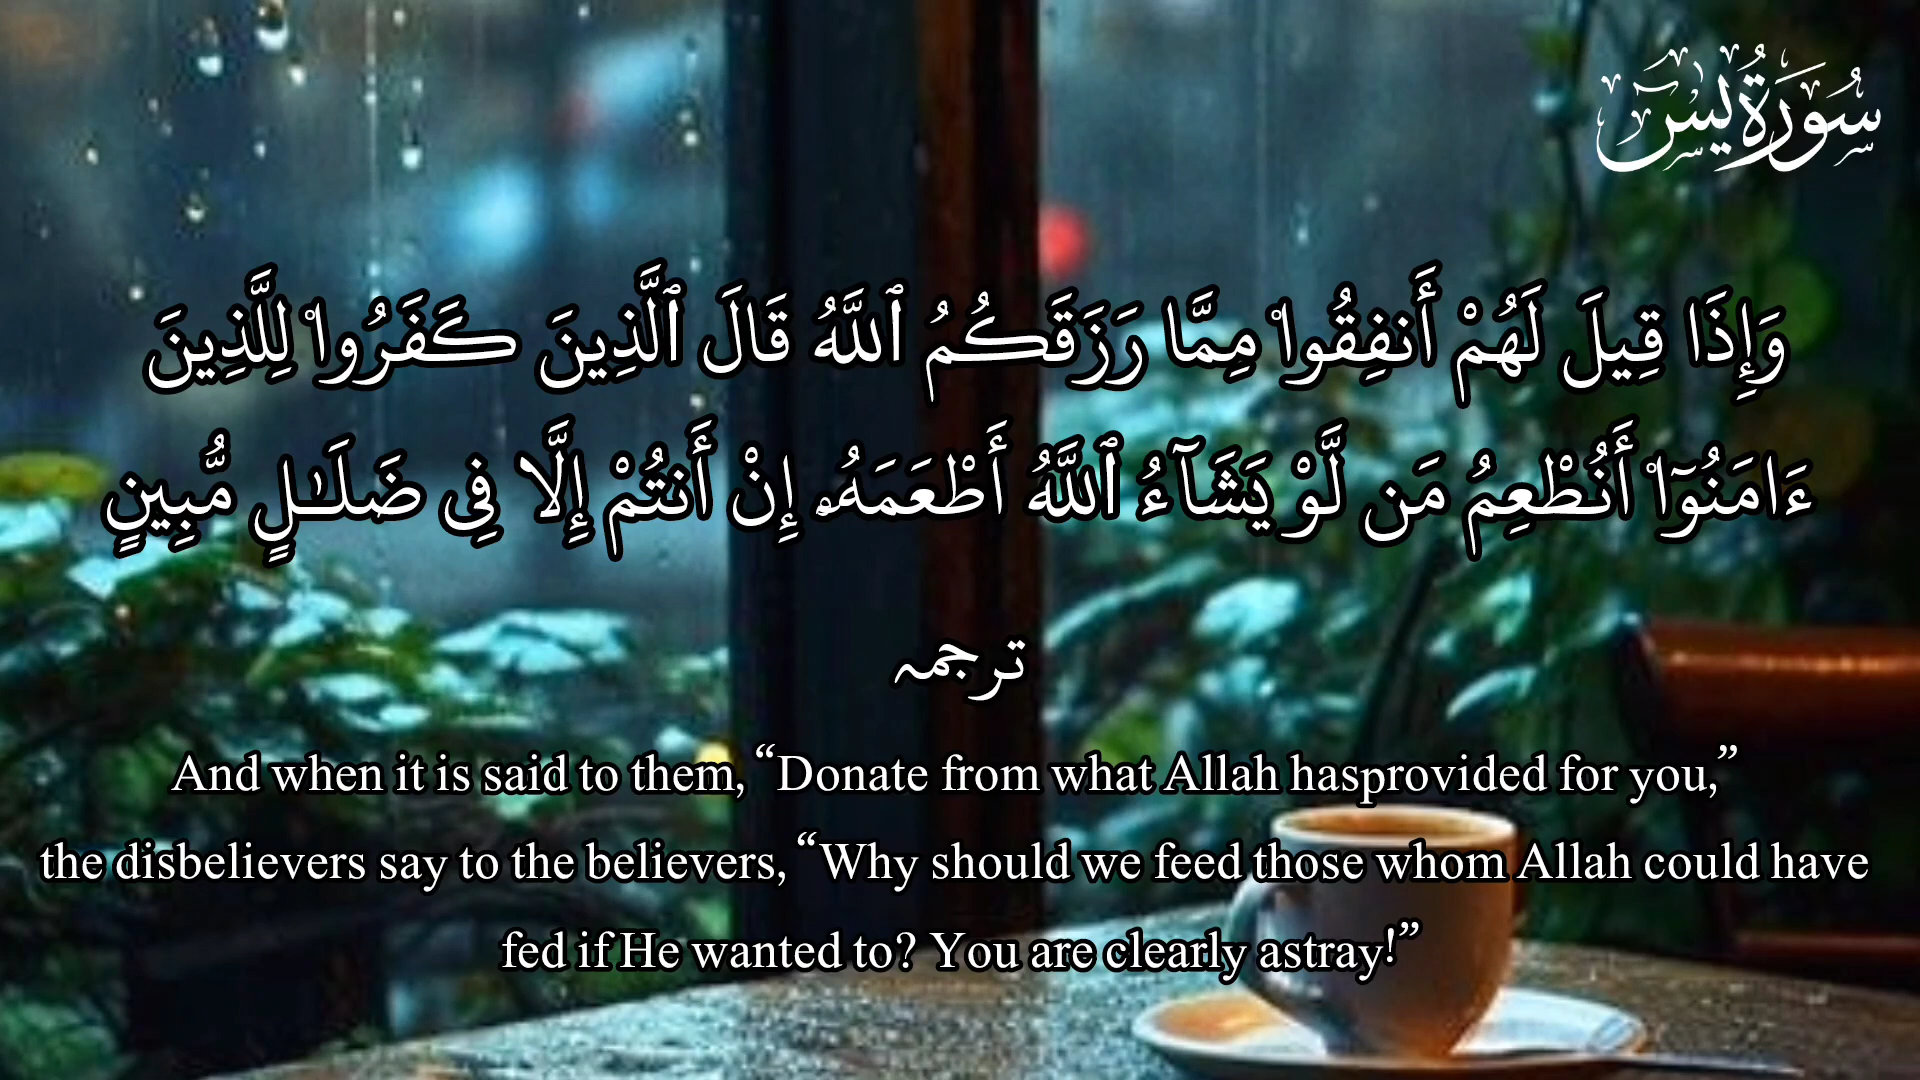 سُورَةُ يسٓ
وَإِذَا قِيلَ لَهُمْ أَنفِقُوا۟ مِمَّا رَزَقَكُمُ ٱللَّهُ قَالَ ٱلَّذِينَ كَفَرُوا۟ لِلَّذِينَ
ءَامَنُوٓا۟ أَنُطْعِمُ مَن لَّوْ يَشَآءُ ٱللَّهُ أَطْعَمَهُۥٓ إِنْ أَنتُمْ إِلَّا فِى ضَلَـٰلٍ مُّبِينٍ
ترجمہ
And when it is said to them, “Donate from what Allah hasprovided for you,”
the disbelievers say to the believers, “Why should we feed those whom Allah could have
fed if He wanted to? You are clearly astray!”